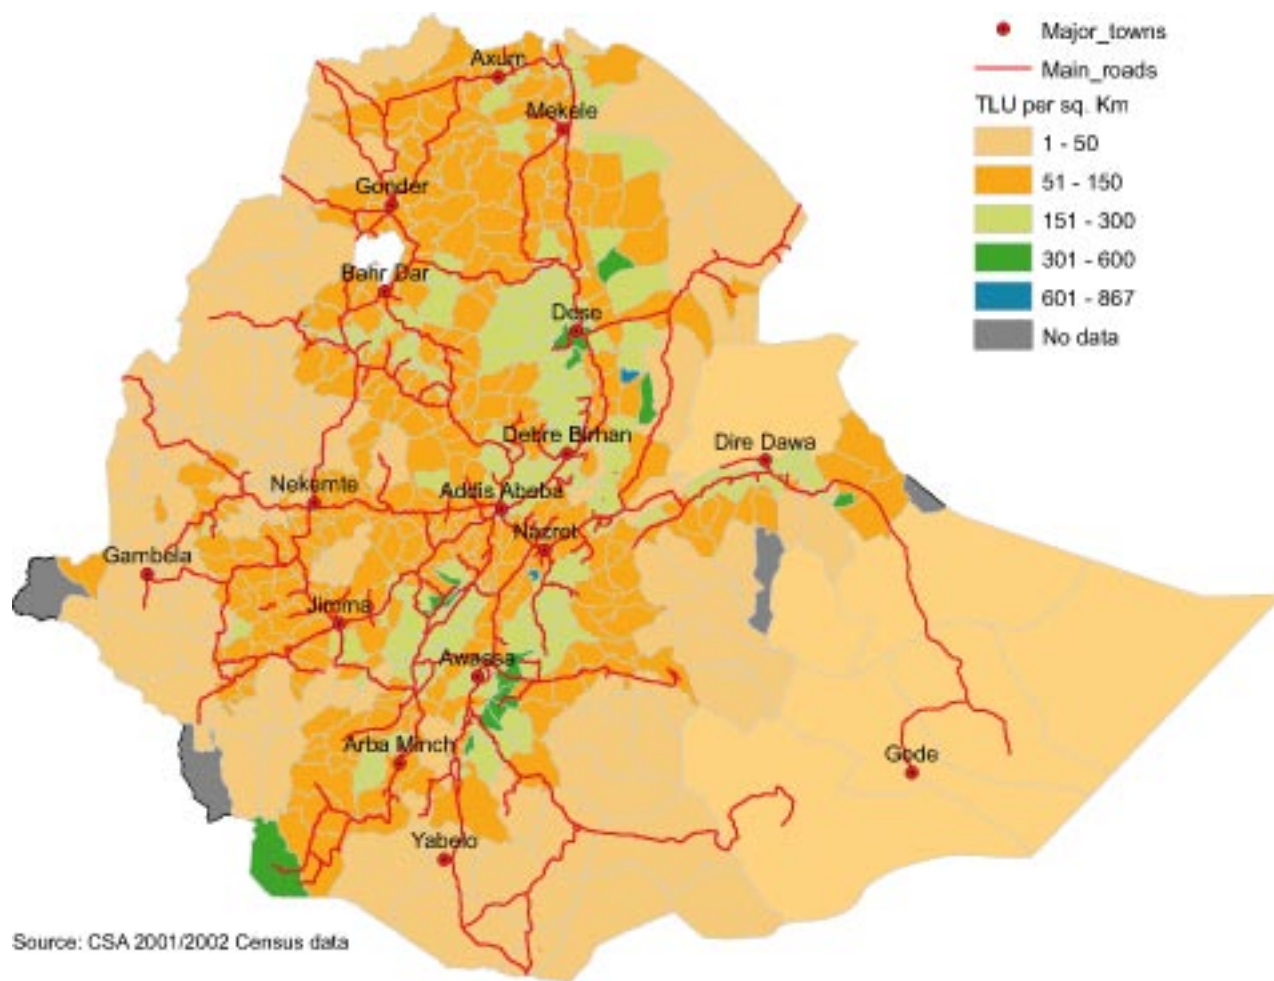 Major_towns
Main_roads
TLU per sq. Km
1 - 50
51 - 150
151 - 300
301 - 600
601 - 867
No data
Axum
Mekele
Gonder
Bahr Dar
Dese
Debre Birhan
Dire Dawa
Nekemte
Addis Ababa
Nazret
Gambela
Jimma
Awassa
Arba Minch
Gode
Yabelo
Source: CSA 2001/2002 Census data